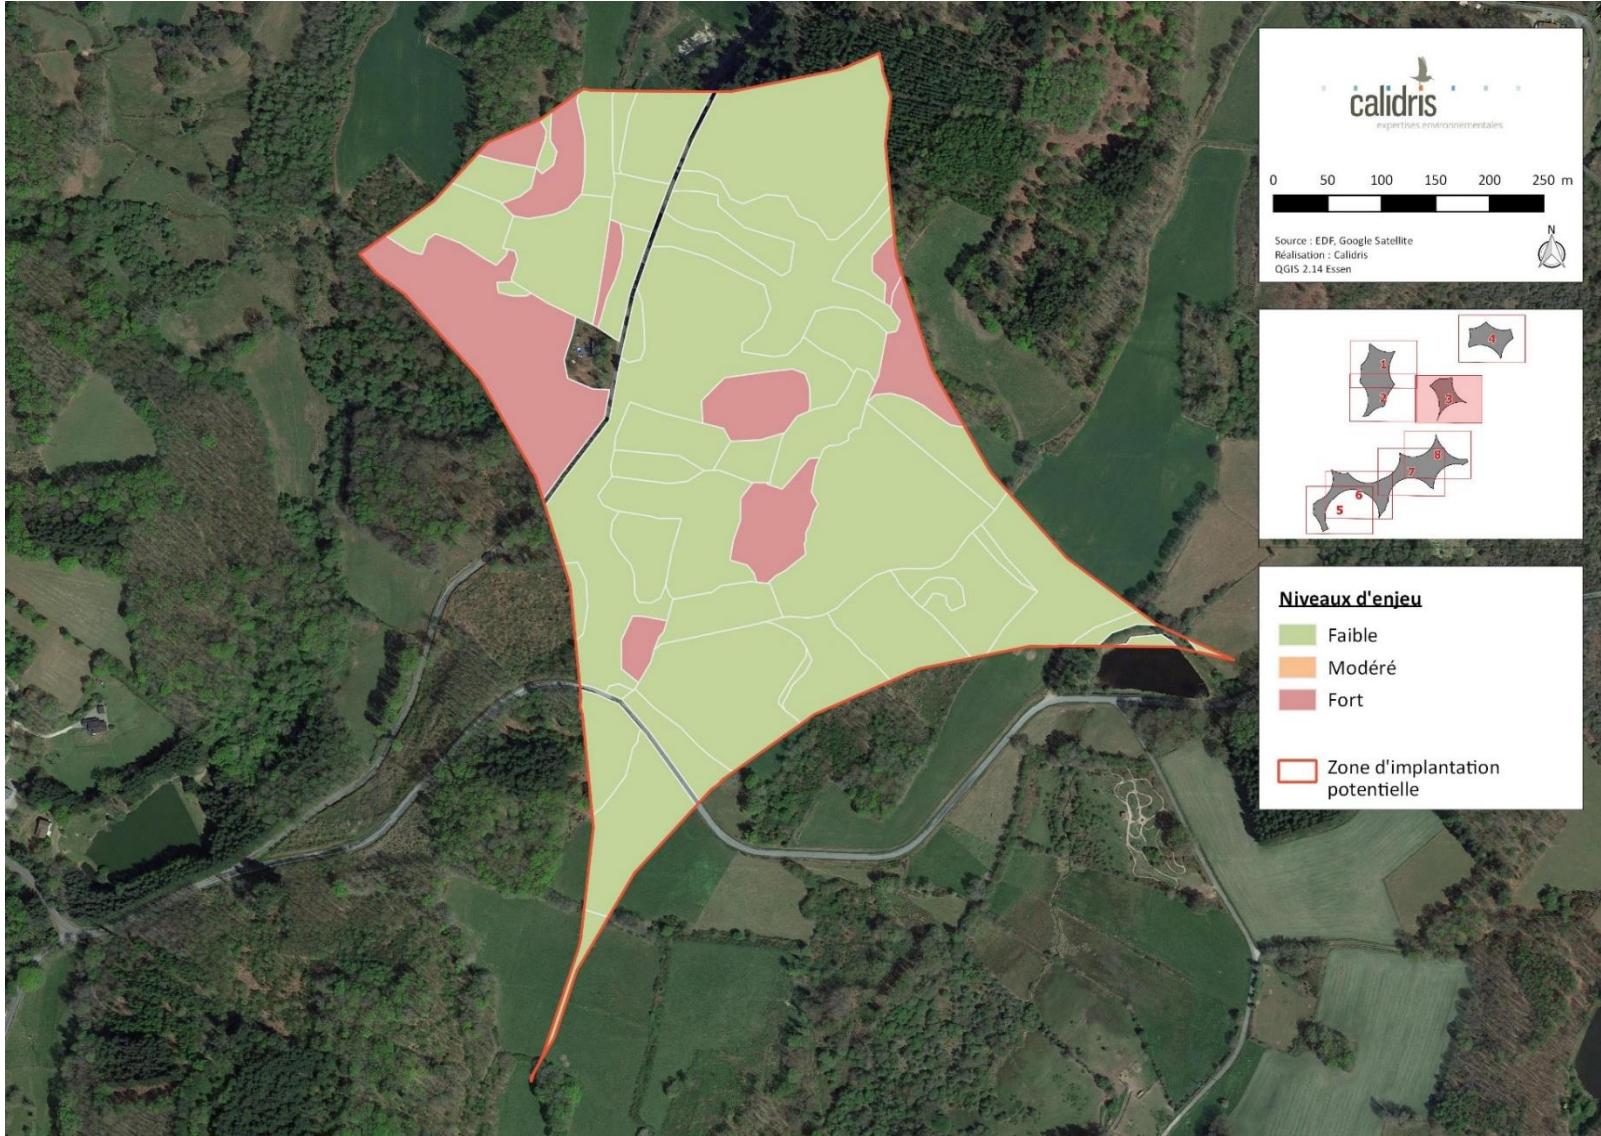 calidris
expertises environnementales
0 50 100 150 200 250 m
Source : EDF, Google Satellite
Réalisation : Calidris
QGIS 2.14 Essen
N
4
1
2
3
8
7
6
5
Niveaux d'enjeu
Faible
Modéré
Fort
Zone d'implantation
potentielle